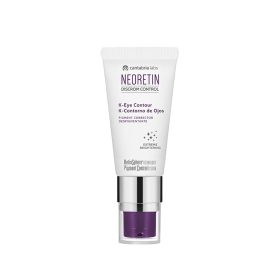 cantabria labs
NEORETIN
DISCROM CONTROL
K-Eye Contour
K-Contorno de Ojos
PIGMENT CORRECTOR
DESPIGMENTANTE
EXTREME
BRIGHTENING